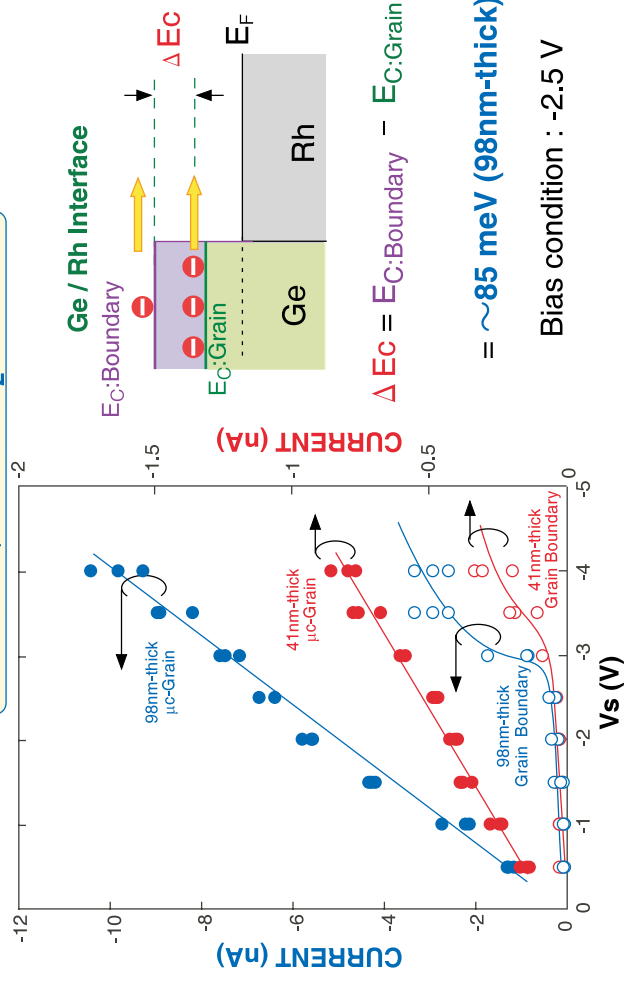 CURRENT (nA)
-12
-10
-8
-6
-4
-2
0
0
-1
-2
-3
-4
-5
Vs (V)
-2
-1.5
-1
-0.5
0
CURRENT (nA)
98nm-thick
μc-Grain
41nm-thick
μc-Grain
98nm-thick
Grain Boundary
41nm-thick
Grain Boundary
Ge / Rh Interface
EC:Boundary
EC:Grain
Δ Ec
EF
Ge
Rh
Δ Ec = EC:Boundary − EC:Grain
= ～85 meV (98nm-thick)
Bias condition : -2.5 V